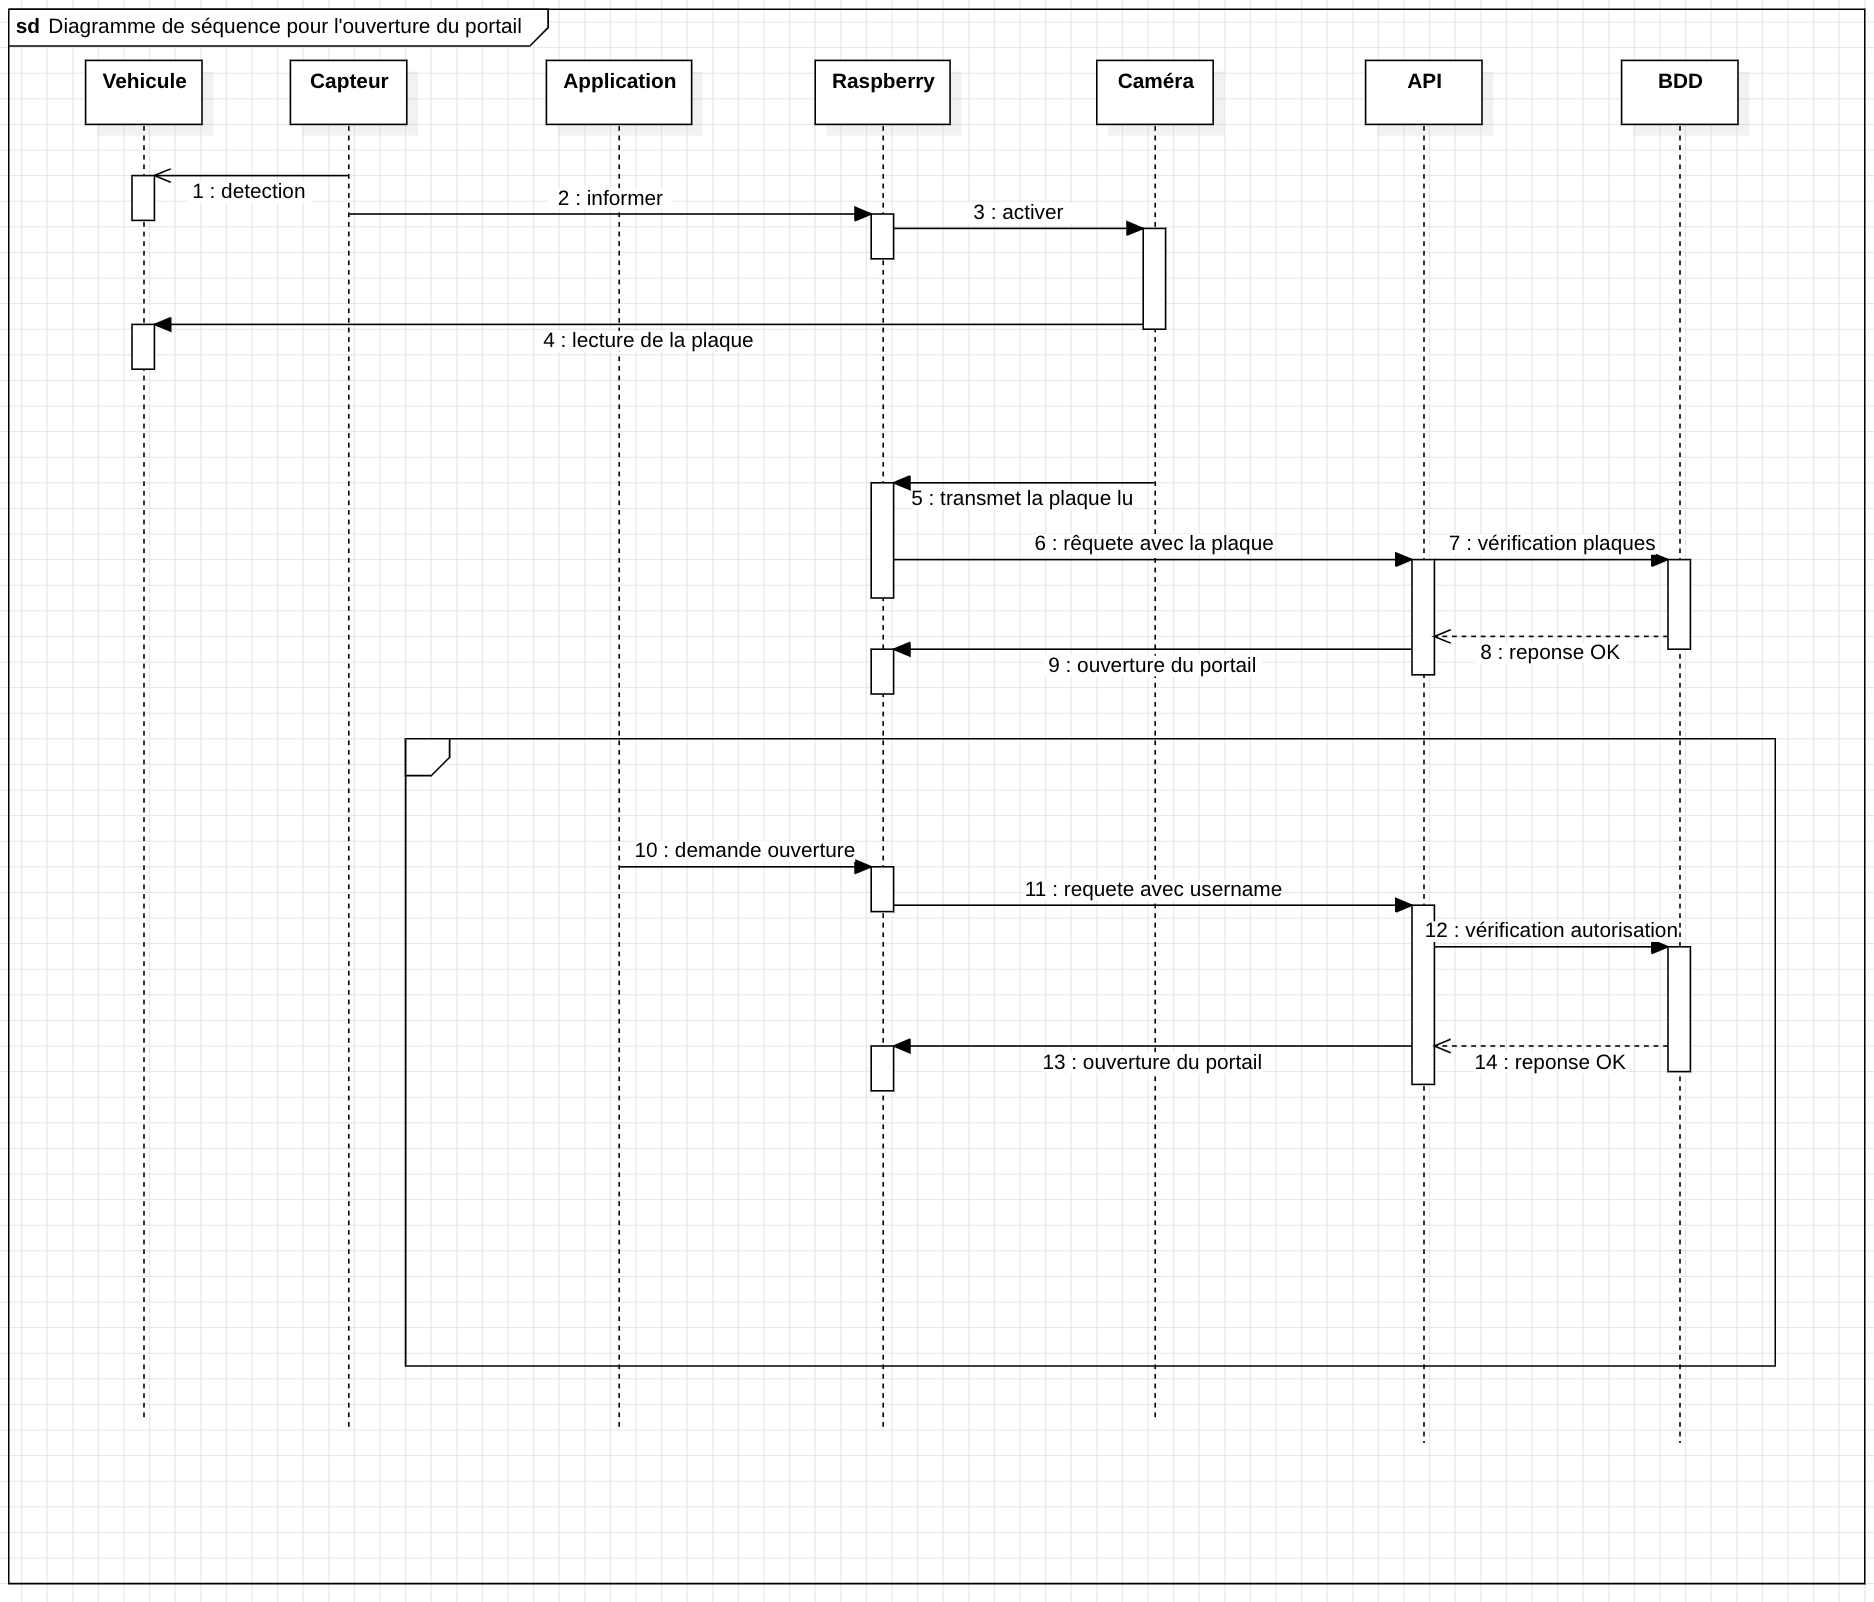 sd Diagramme de séquence pour l'ouverture du portail
Vehicule
Capteur
Application
Raspberry
Caméra
API
BDD
1 : detection
2 : informer
3 : activer
4 : lecture de la plaque
5 : transmet la plaque lu
6 : rêquete avec la plaque
7 : vérification plaques
8 : reponse OK
9 : ouverture du portail
10 : demande ouverture
11 : requete avec username
12 : vérification autorisation
13 : ouverture du portail
14 : reponse OK